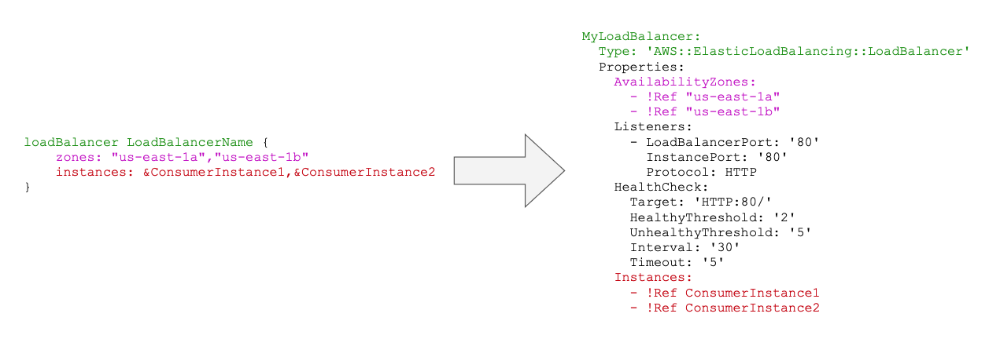 loadBalancer LoadBalancerName {
    zones: "us-east-1a","us-east-1b"
    instances: &ConsumerInstance1,&ConsumerInstance2
}
MyLoadBalancer:
  Type: 'AWS::ElasticLoadBalancing::LoadBalancer'
  Properties:
    AvailabilityZones:
      - !Ref "us-east-1a"
      - !Ref "us-east-1b"
    Listeners:
      - LoadBalancerPort: '80'
        InstancePort: '80'
        Protocol: HTTP
    HealthCheck:
      Target: 'HTTP:80/'
      HealthyThreshold: '2'
      UnhealthyThreshold: '5'
      Interval: '30'
      Timeout: '5'
    Instances:
      - !Ref ConsumerInstance1
      - !Ref ConsumerInstance2